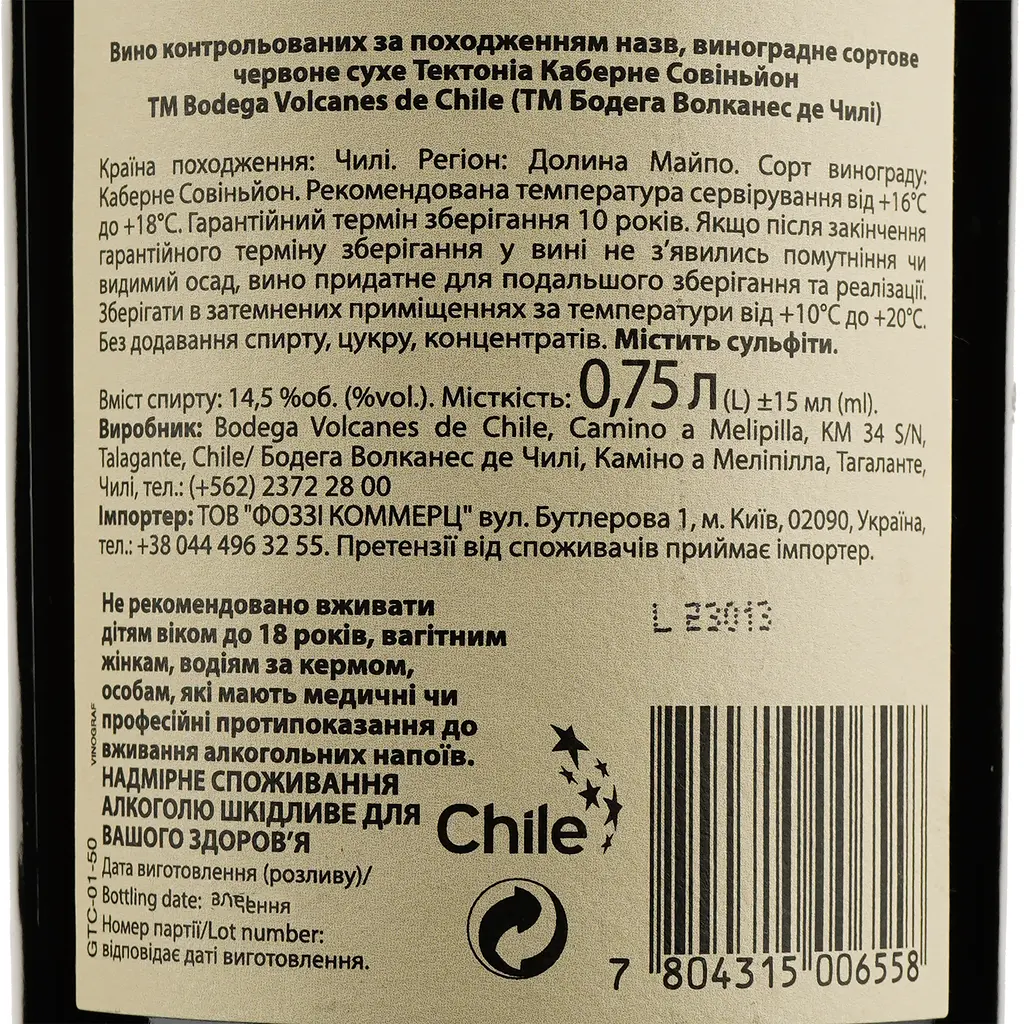 Вино контрольованих за походженням назв, виноградне сортове
червоне сухе Тектоніа Каберне Совіньйон
ТМ Bodega Volcanes de Chile (ТМ Бодега Волканес де Чилі)
Країна походження: Чилі. Регіон: Долина Майпо. Сорт винограду:
Каберне Совіньйон. Рекомендована температура сервірування від +16°C
до +18°C. Гарантійний термін зберігання 10 років. Якщо після закінчення
гарантійного терміну зберігання у вині не з'явились помутніння чи
видимий осад, вино придатне для подальшого зберігання та реалізації.
Зберігати в затемнених приміщеннях за температури від +10°C до +20°C.
Без додавання спирту, цукру, концентратів. Містить сульфіти.
Вміст спирту: 14,5 %об. (%vol.). Місткість: 0,75 Л (L) ±15 мл (ml).
Виробник: Bodega Volcanes de Chile, Camino a Melipilla, KM 34 S/N,
Talagante, Chile/ Бодега Волканес де Чилі, Каміно а Меліпілла, Тагаланте,
Чилі, тел.: (+562) 2372 28 00
Імпортер: ТОВ "ФОЗЗІ КОММЕРЦ" вул. Бутлерова 1, м. Київ, 02090, Україна,
тел.: +38 044 496 32 55. Претензії від споживачів приймає імпортер.
Не рекомендовано вживати
дітям віком до 18 років, вагітним
жінкам, водіям за кермом,
особам, які мають медичні чи
професійні протипоказання до
вживання алкогольних напоїв.
НАДМІРНЕ СПОЖИВАННЯ
АЛКОГОЛЮ ШКІДЛИВЕ ДЛЯ
ВАШОГО ЗДОРОВ'Я
Дата виготовлення (розливу)/
Bottling date:
Номер партії/Lot number:
відповідає даті виготовлення.
VINOGRAF
GTC-01-50
L 23013
Chile
7 804315 006558